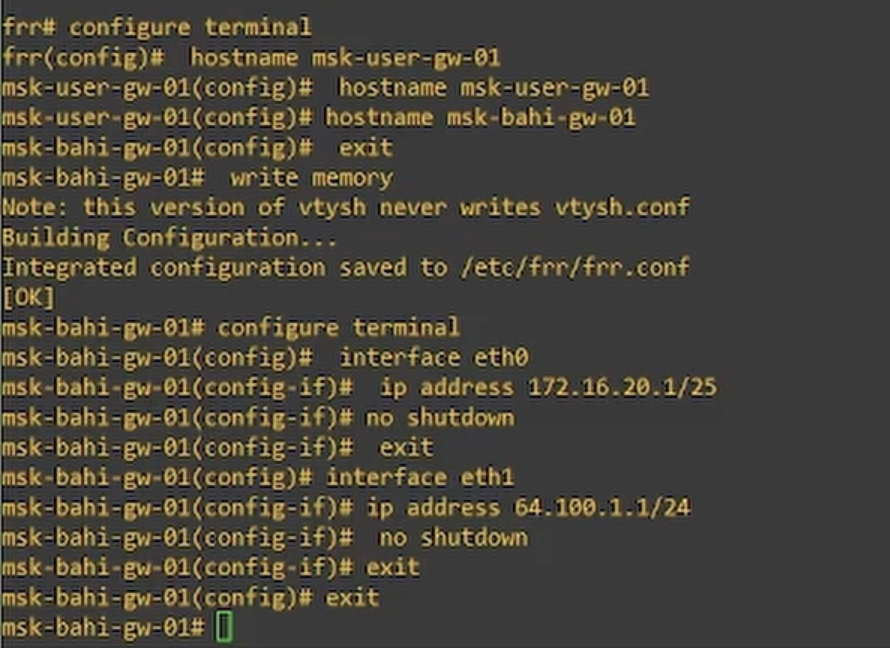 frr# configure terminal
frr(config)#  hostname msk-user-gw-01
msk-user-gw-01(config)#  hostname msk-user-gw-01
msk-user-gw-01(config)# hostname msk-bahi-gw-01
msk-bahi-gw-01(config)#  exit
msk-bahi-gw-01#  write memory
Note: this version of vtysh never writes vtysh.conf
Building Configuration...
Integrated configuration saved to /etc/frr/frr.conf
[OK]
msk-bahi-gw-01# configure terminal
msk-bahi-gw-01(config)#  interface eth0
msk-bahi-gw-01(config-if)#  ip address 172.16.20.1/25
msk-bahi-gw-01(config-if)# no shutdown
msk-bahi-gw-01(config-if)#  exit
msk-bahi-gw-01(config)# interface eth1
msk-bahi-gw-01(config-if)# ip address 64.100.1.1/24
msk-bahi-gw-01(config-if)#  no shutdown
msk-bahi-gw-01(config-if)# exit
msk-bahi-gw-01(config)# exit
msk-bahi-gw-01#